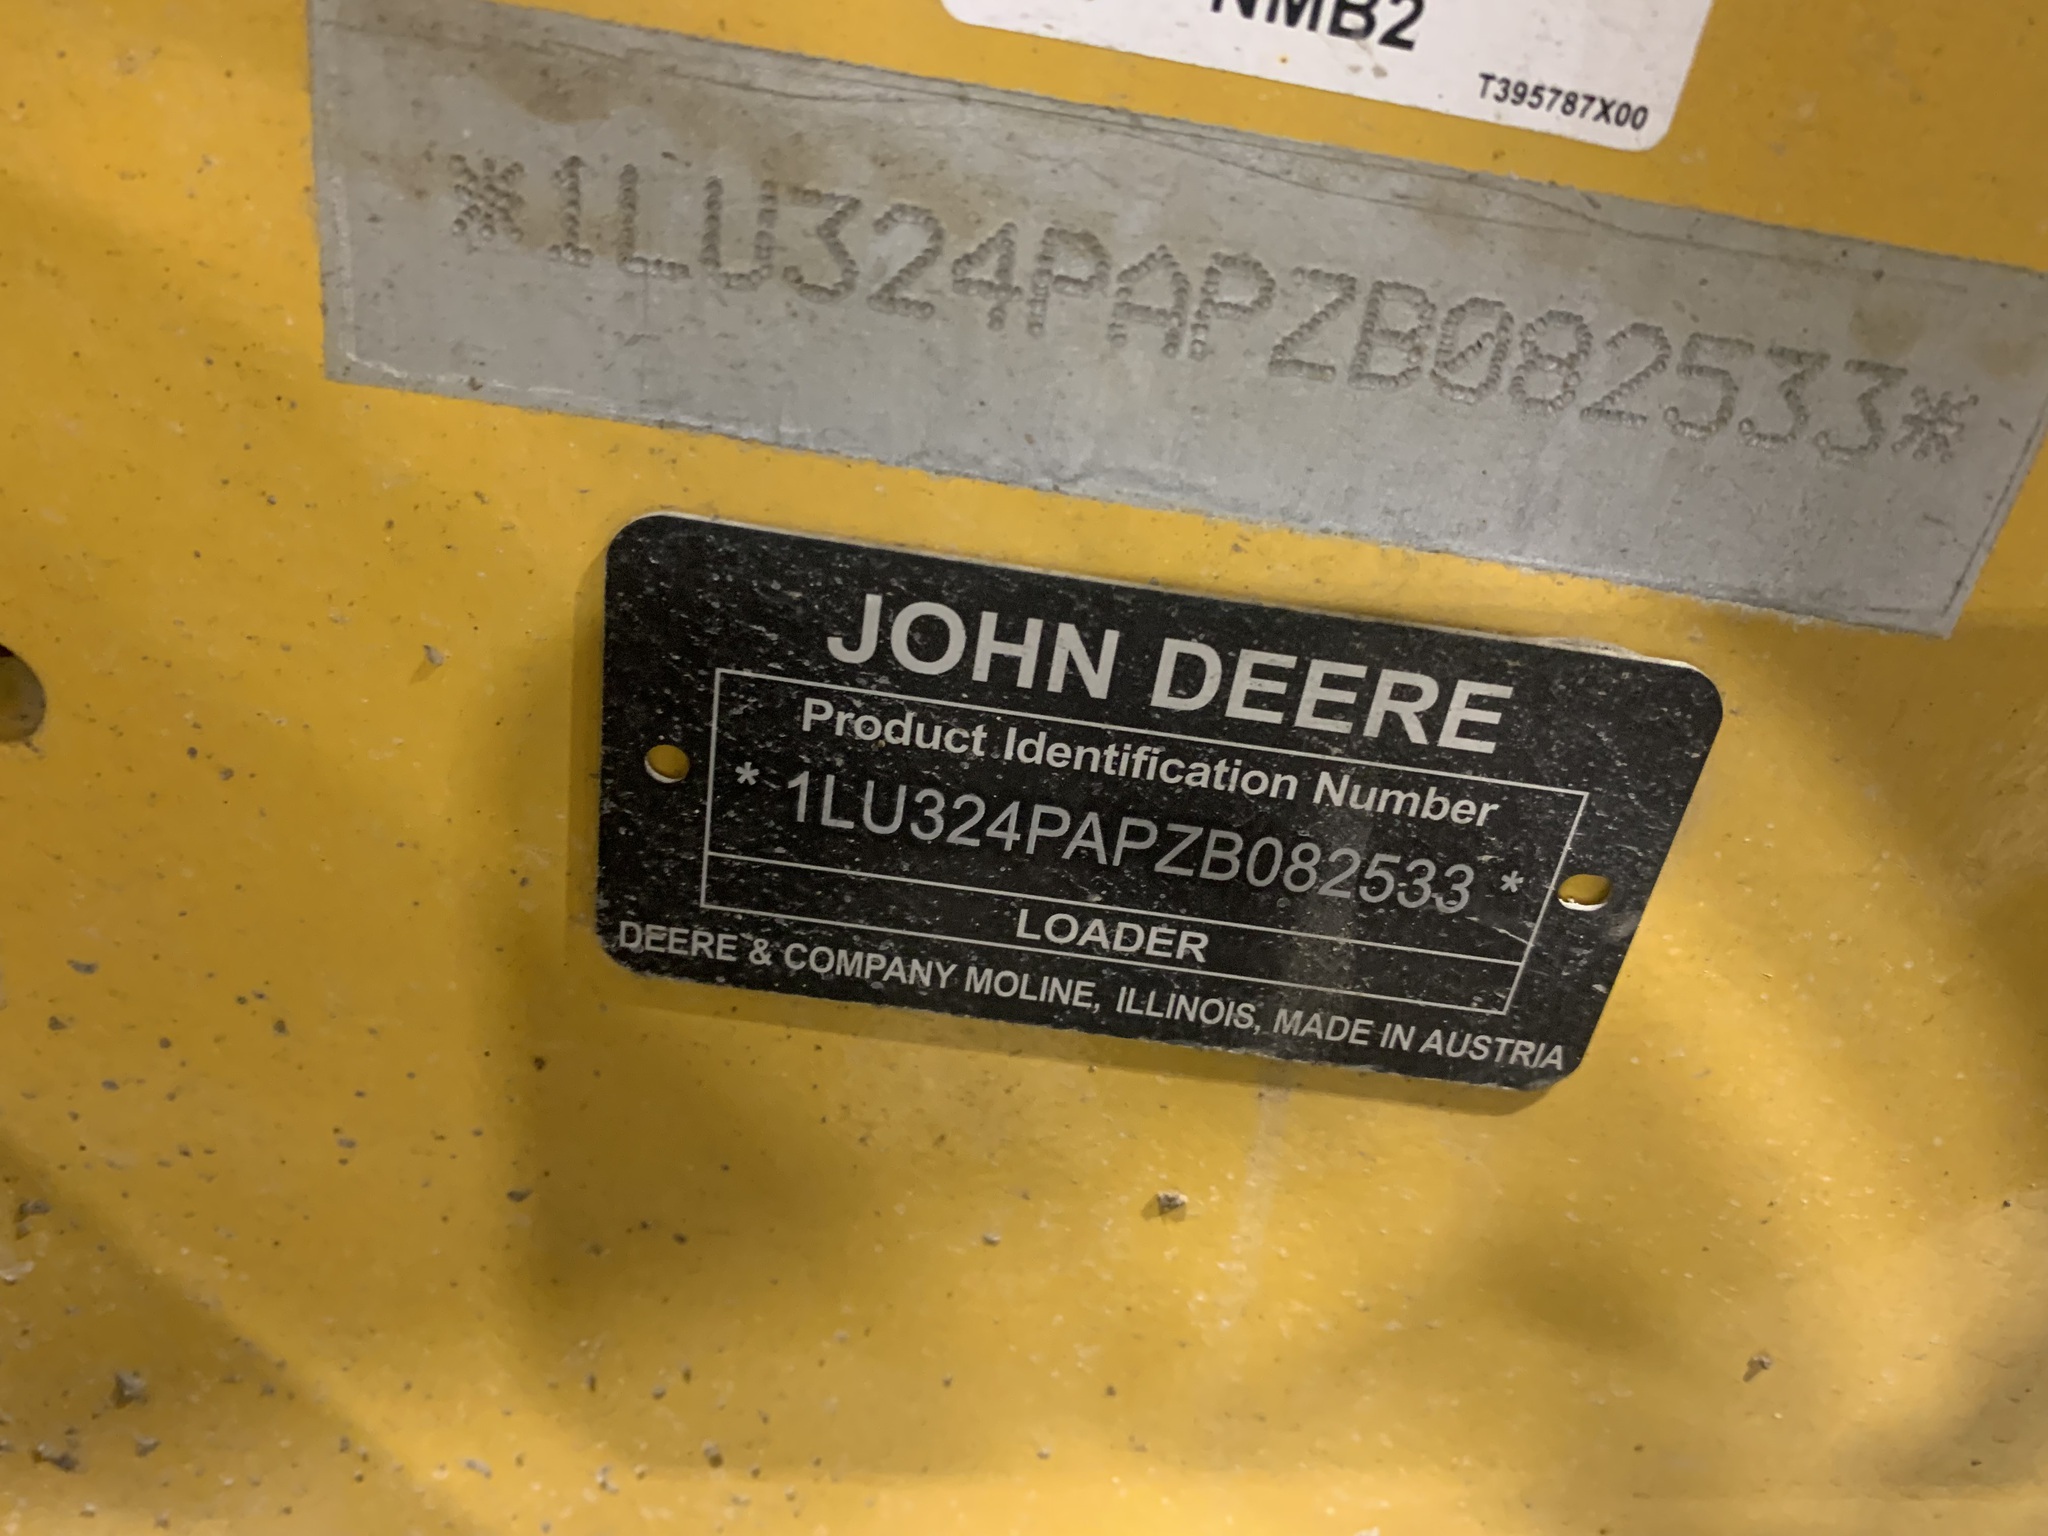 NMB2
T395787X00
*1LU324PAPZB082533*
JOHN DEERE
Product Identification Number
* 1LU324PAPZB082533 *
LOADER
DEERE & COMPANY MOLINE, ILLINOIS, MADE IN AUSTRIA